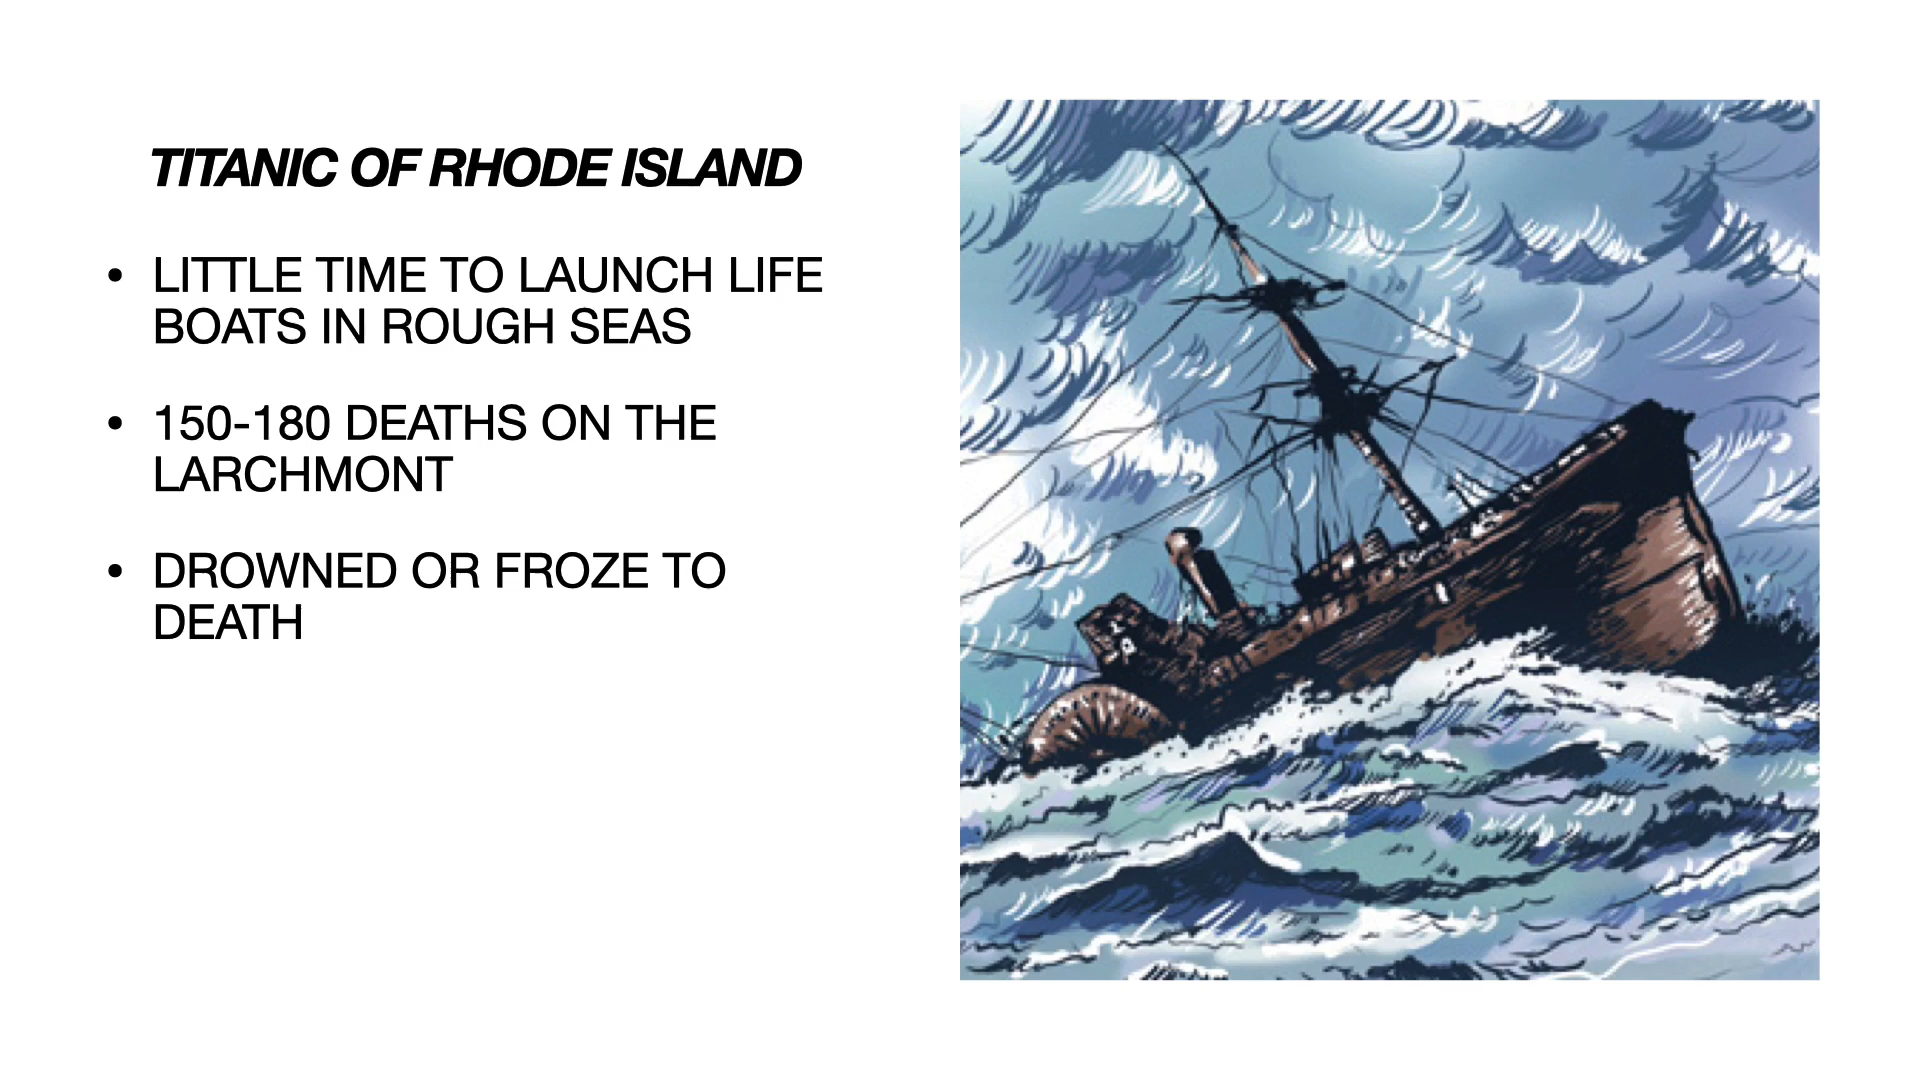 TITANIC OF RHODE ISLAND
• LITTLE TIME TO LAUNCH LIFE
BOATS IN ROUGH SEAS
• 150-180 DEATHS ON THE
LARCHMONT
• DROWNED OR FROZE TO
DEATH